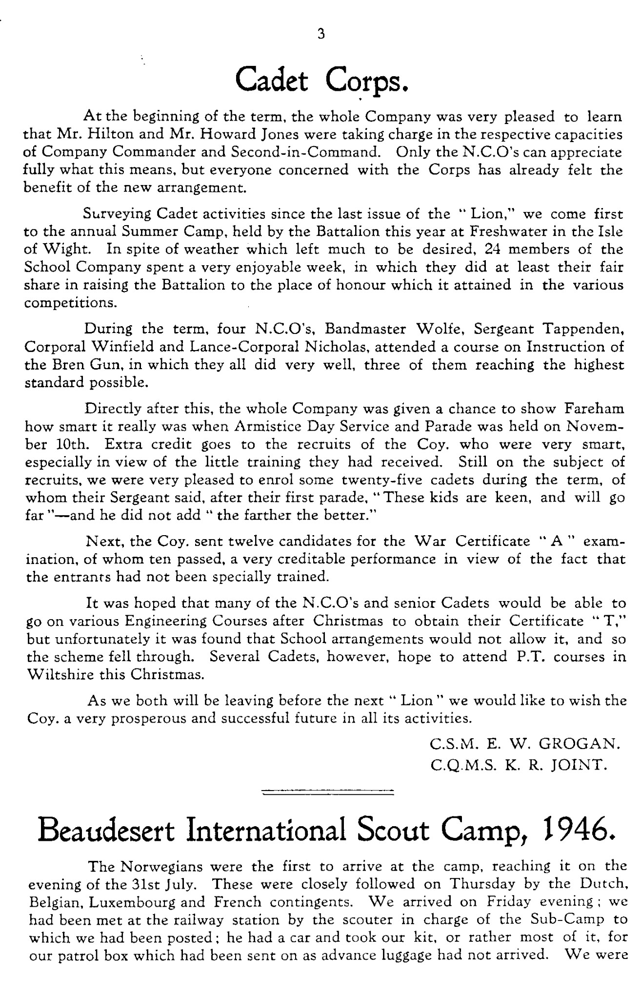 3
Cadet Corps.
At the beginning of the term, the whole Company was very pleased to learn
that Mr. Hilton and Mr. Howard Jones were taking charge in the respective capacities
of Company Commander and Second-in-Command. Only the N.C.O's can appreciate
fully what this means, but everyone concerned with the Corps has already felt the
benefit of the new arrangement.
Surveying Cadet activities since the last issue of the " Lion," we come first
to the annual Summer Camp, held by the Battalion this year at Freshwater in the Isle
of Wight. In spite of weather which left much to be desired, 24 members of the
School Company spent a very enjoyable week, in which they did at least their fair
share in raising the Battalion to the place of honour which it attained in the various
competitions.
During the term, four N.C.O's, Bandmaster Wolfe, Sergeant Tappenden,
Corporal Winfield and Lance-Corporal Nicholas, attended a course on Instruction of
the Bren Gun, in which they all did very well, three of them reaching the highest
standard possible.
Directly after this, the whole Company was given a chance to show Fareham
how smart it really was when Armistice Day Service and Parade was held on Novem-
ber 10th. Extra credit goes to the recruits of the Coy. who were very smart,
especially in view of the little training they had received. Still on the subject of
recruits, we were very pleased to enrol some twenty-five cadets during the term, of
whom their Sergeant said, after their first parade, "These kids are keen, and will go
far "—and he did not add " the farther the better."
Next, the Coy. sent twelve candidates for the War Certificate " A " exam-
ination, of whom ten passed, a very creditable performance in view of the fact that
the entrants had not been specially trained.
It was hoped that many of the N.C.O's and senior Cadets would be able to
go on various Engineering Courses after Christmas to obtain their Certificate " T,"
but unfortunately it was found that School arrangements would not allow it, and so
the scheme fell through. Several Cadets, however, hope to attend P.T. courses in
Wiltshire this Christmas.
As we both will be leaving before the next " Lion " we would like to wish the
Coy. a very prosperous and successful future in all its activities.
C.S.M. E. W. GROGAN.
C.Q.M.S. K. R. JOINT.
Beaudesert International Scout Camp, 1946.
The Norwegians were the first to arrive at the camp, reaching it on the
evening of the 31st July. These were closely followed on Thursday by the Dutch,
Belgian, Luxembourg and French contingents. We arrived on Friday evening ; we
had been met at the railway station by the scouter in charge of the Sub-Camp to
which we had been posted ; he had a car and took our kit, or rather most of it, for
our patrol box which had been sent on as advance luggage had not arrived. We were